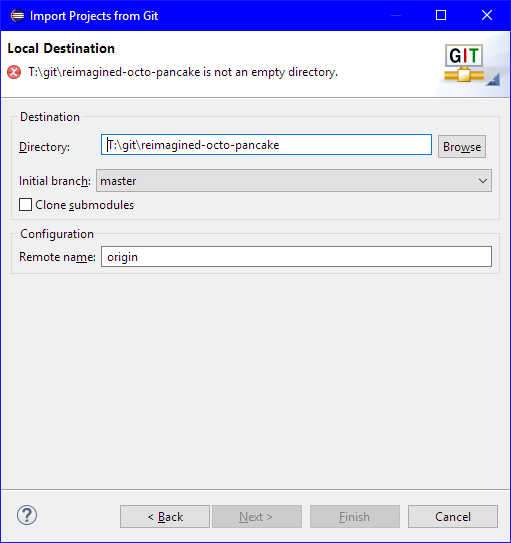 Import Projects from Git
Local Destination
T:\git\reimagined-octo-pancake is not an empty directory.
GIT
Destination
Directory: T:\git\reimagined-octo-pancake Browse
Initial branch: master
Clone submodules
Configuration
Remote name: origin
? < Back Next > Finish Cancel